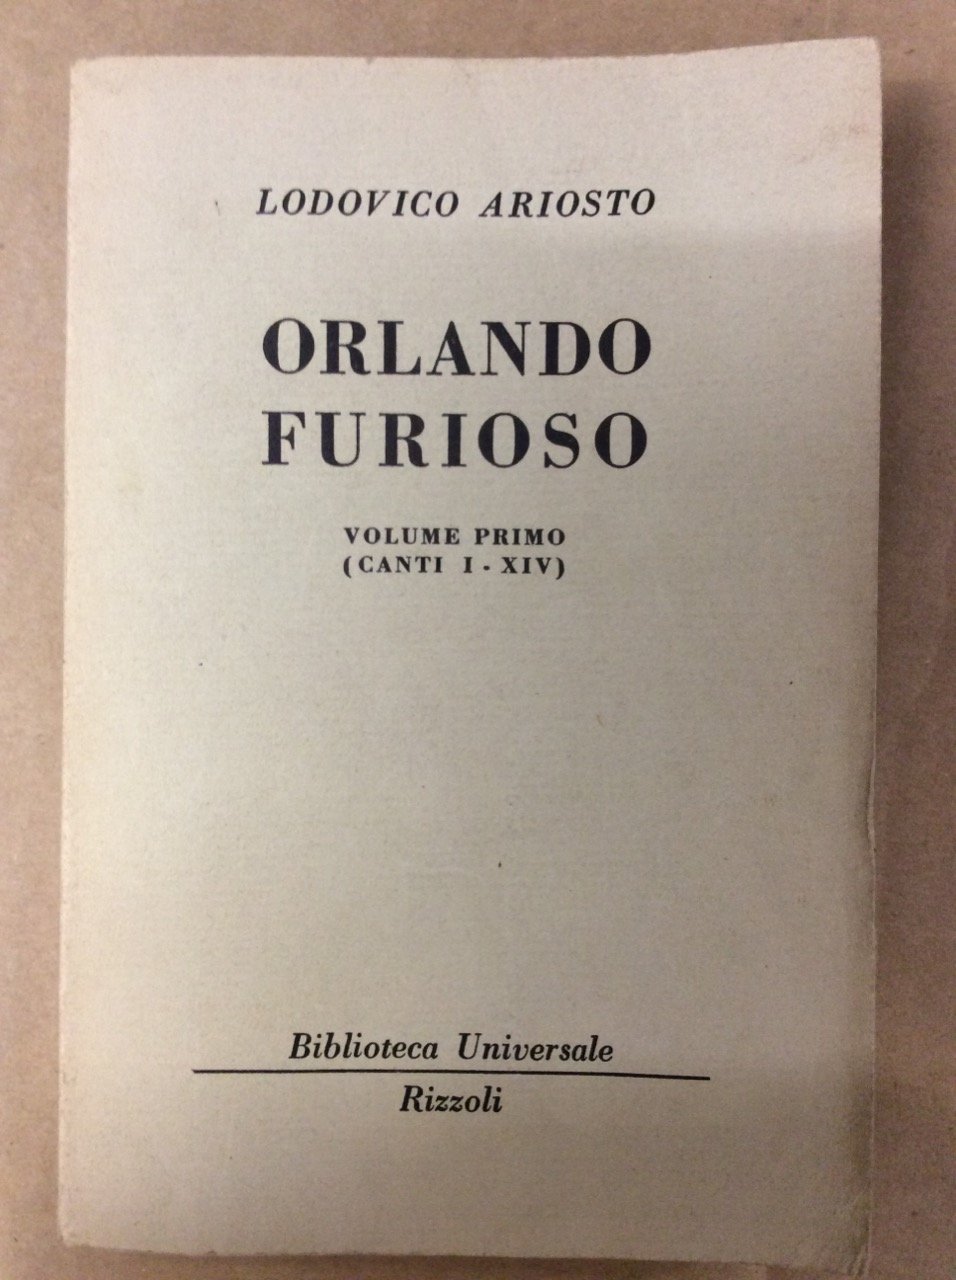 LODOVICO ARIOSTO
ORLANDO
FURIOSO
VOLUME PRIMO
(CANTI I - XIV)
Biblioteca Universale
Rizzoli